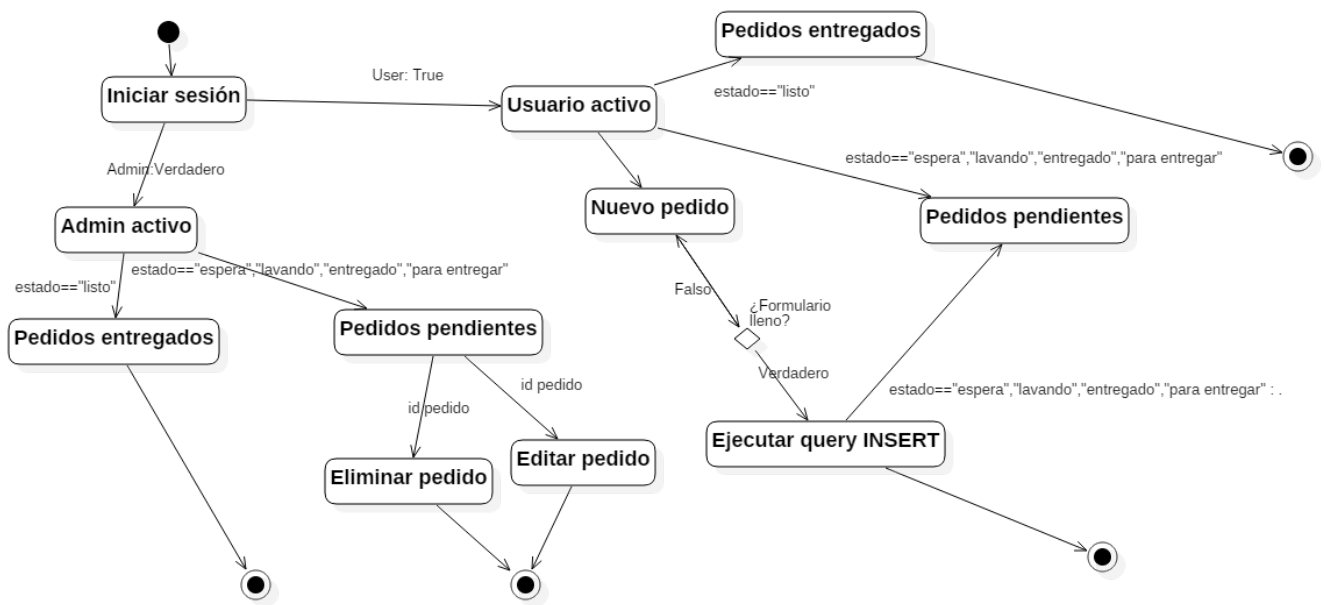 Pedidos entregados
User: True
Iniciar sesión
Usuario activo
estado=="listo"
Admin:Verdadero
estado=="espera","lavando","entregado","para entregar"
Admin activo
Nuevo pedido
Pedidos pendientes
estado=="espera","lavando","entregado","para entregar"
estado=="listo"
Falso
¿Formulario
lleno?
Pedidos entregados
Pedidos pendientes
Verdadero
id pedido
id pedido
estado=="espera","lavando","entregado","para entregar" : .
Ejecutar query INSERT
Eliminar pedido
Editar pedido